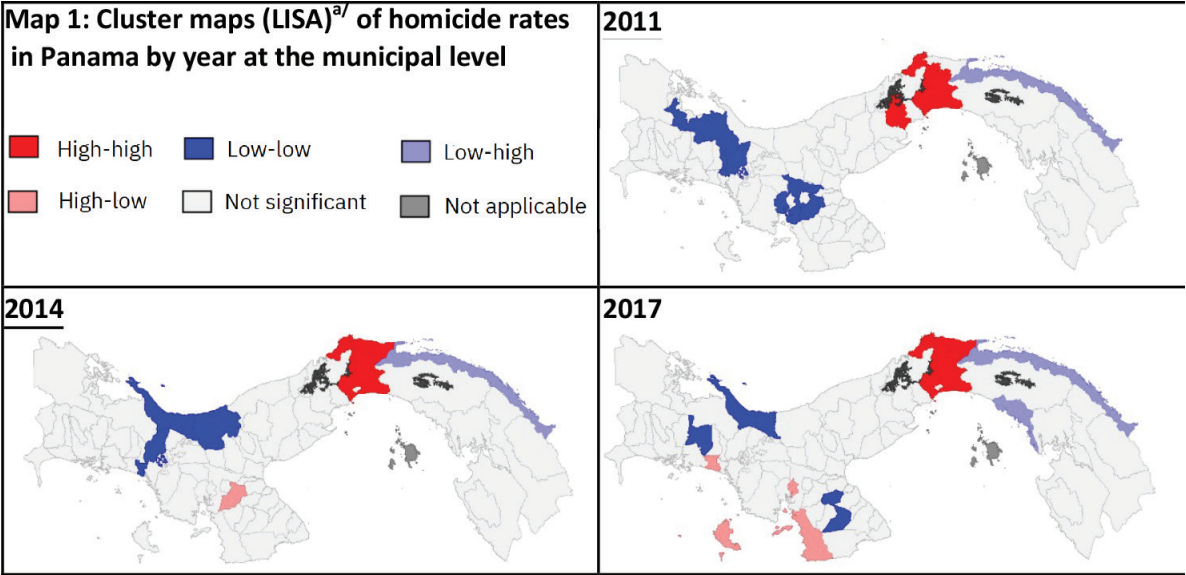 Map 1: Cluster maps (LISA)a/ of homicide rates
in Panama by year at the municipal level
High-high
Low-low
Low-high
High-low
Not significant
Not applicable
2011
2014
2017